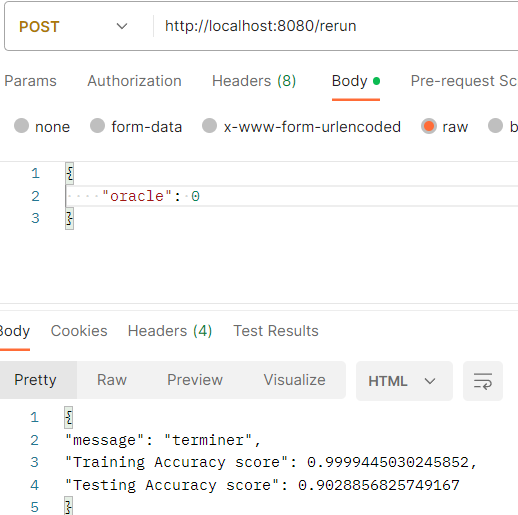 POST http://localhost:8080/rerun
Params Authorization Headers (8) Body Pre-request Sc
none form-data x-www-form-urlencoded raw b
1 {
2 "oracle": 0
3 }
Body Cookies Headers (4) Test Results
Pretty Raw Preview Visualize HTML
1 {
2 "message": "terminer",
3 "Training Accuracy score": 0.9999445030245852,
4 "Testing Accuracy score": 0.9028856825749167
5 }